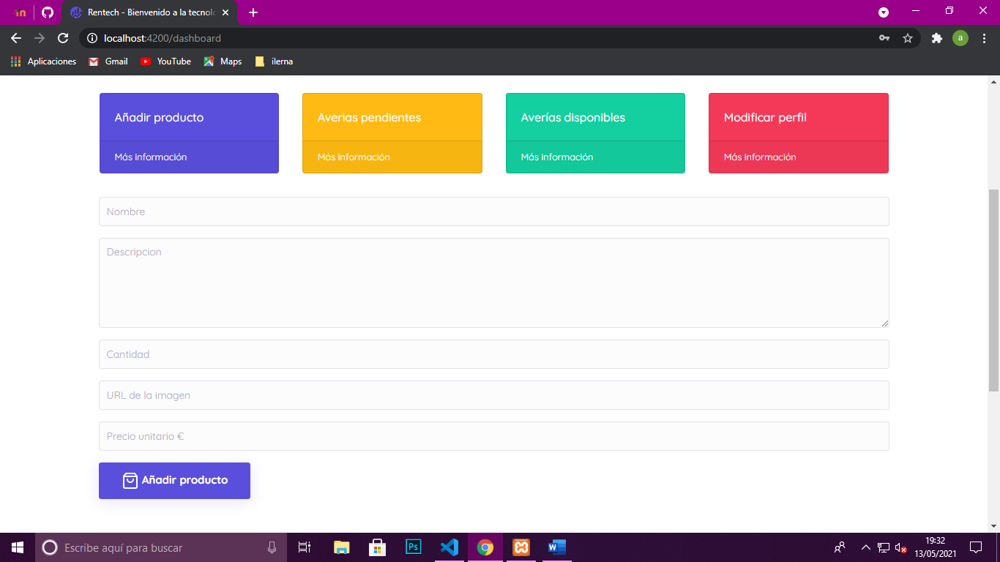 Rentech - Bienvenido a la tecnolo
localhost:4200/dashboard
a
Aplicaciones
Gmail
YouTube
Maps
ilerna
Añadir producto
Averias pendientes
Averías disponibles
Modificar perfil
Más información
Más información
Más información
Más información
Nombre
Descripcion
Cantidad
URL de la imagen
Precio unitario €
Añadir producto
Escribe aquí para buscar
Ps
W
19:32
13/05/2021